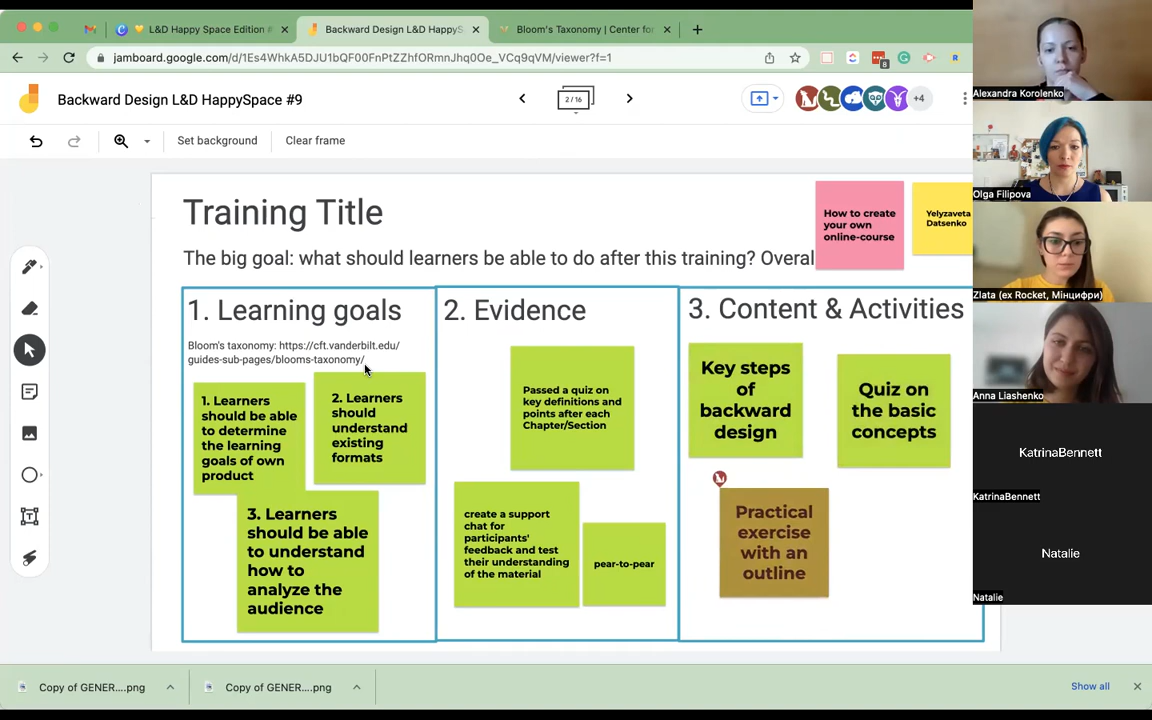 L&D Happy Space Edition #
Backward Design L&D HappyS
Bloom's Taxonomy | Center for
jamboard.google.com/d/1Es4WhkA5DJU1bQF00FnPtZZhfORmnJhq0Oe_VCq9qVM/viewer?f=1
8
Backward Design L&D HappySpace #9
2 / 16
+4
Set background
Clear frame
Training Title
The big goal: what should learners be able to do after this training? Overal
How to create
your own
online-course
Yelyzaveta
Datsenko
1. Learning goals
Bloom's taxonomy: https://cft.vanderbilt.edu/
guides-sub-pages/blooms-taxonomy/
1. Learners
should be able
to determine
the learning
goals of own
product
2. Learners
should
understand
existing
formats
3. Learners
should be able
to understand
how to
analyze the
audience
2. Evidence
Passed a quiz on
key definitions and
points after each
Chapter/Section
create a support
chat for
participants'
feedback and test
their understanding
of the material
pear-to-pear
3. Content & Activities
Key steps
of
backward
design
Quiz on
the basic
concepts
Practical
exercise
with an
outline
Alexandra Korolenko
Olga Filipova
Zlata (ex Rocket, Мінцифри)
Anna Liashenko
KatrinaBennett
KatrinaBennett
Natalie
Natalie
Copy of GENER....png
Copy of GENER....png
Show all